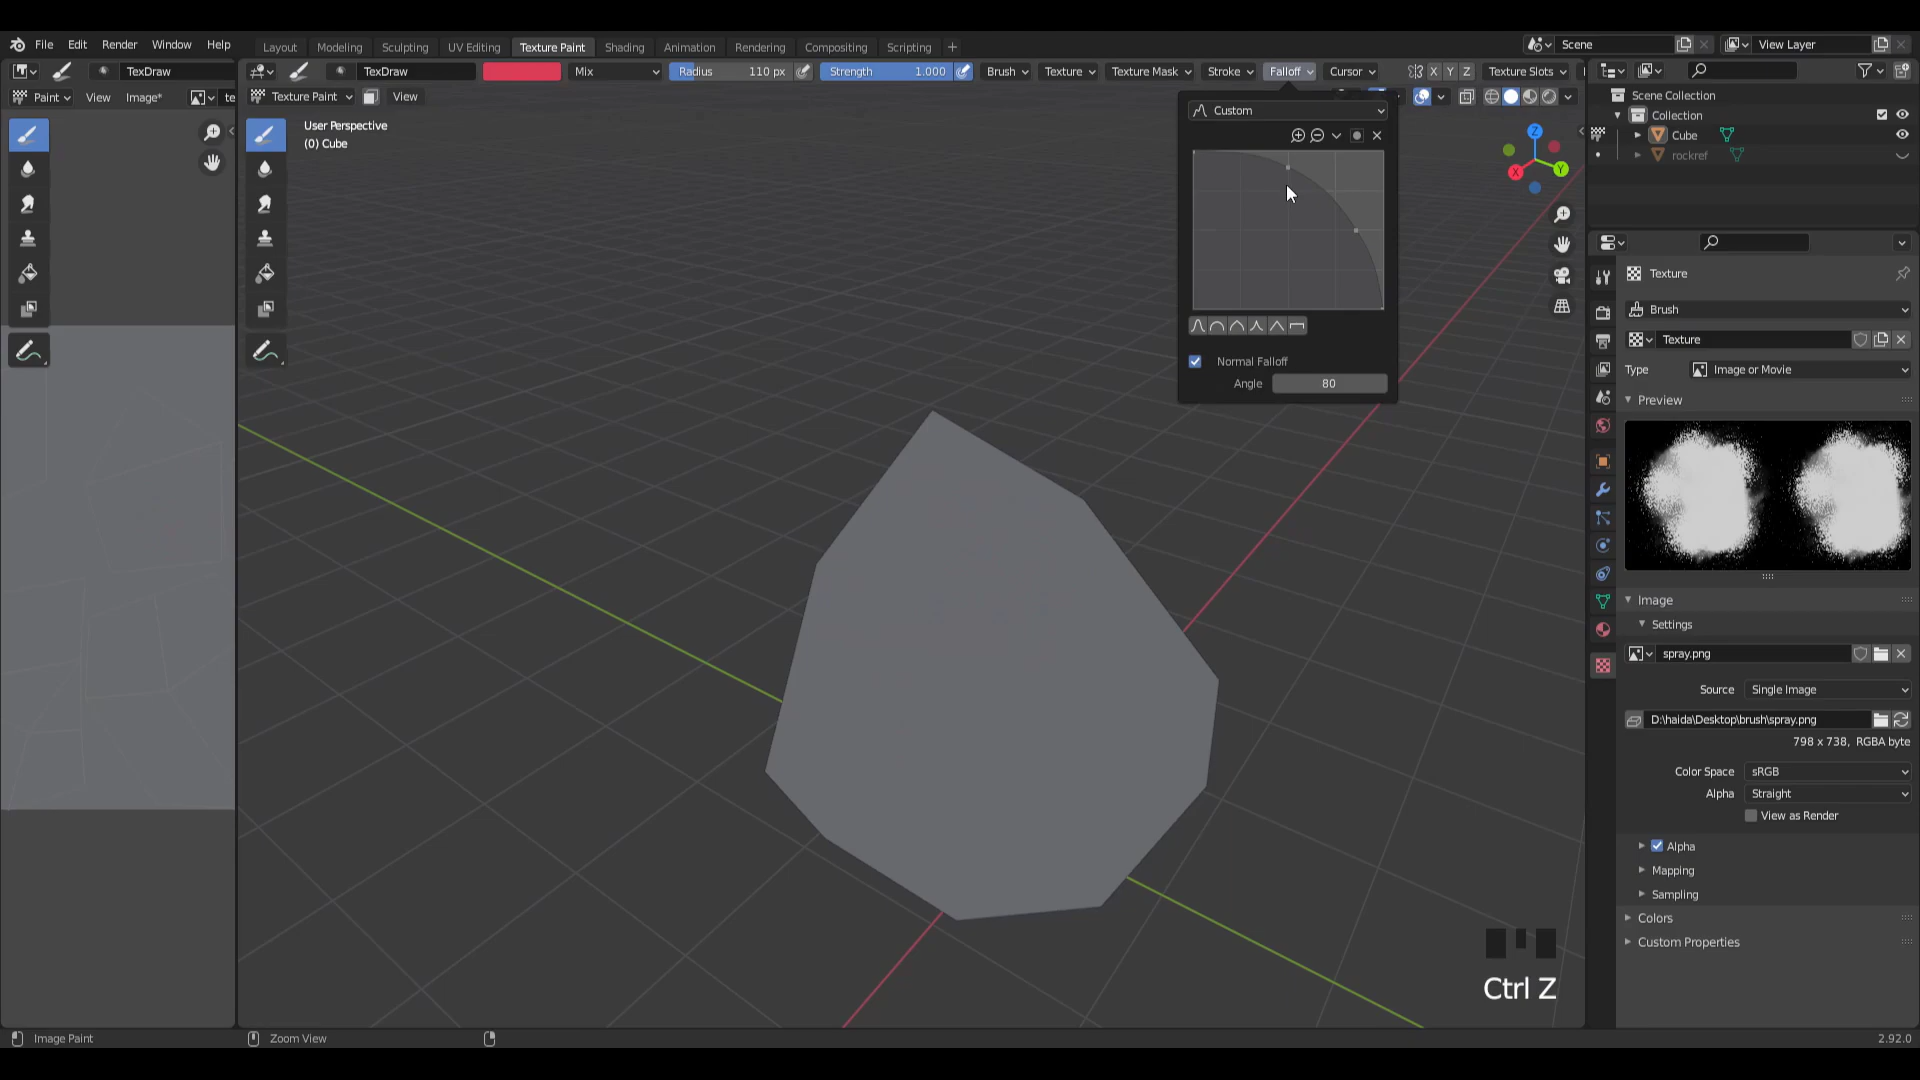 File Edit Render Window Help
Layout Modeling Sculpting UV Editing Texture Paint Shading Animation Rendering Compositing Scripting
Scene
View Layer
TexDraw
TexDraw
Mix
Radius 110 px
Strength 1.000
Brush Texture Texture Mask Stroke Falloff Cursor
X Y Z
Texture Slots
Paint View Image*
te
Texture Paint View
User Perspective
(0) Cube
Custom
Normal Falloff
Angle 80
Z
X
Y
Scene Collection
Collection
Cube
rockref
Texture
Brush
Texture
Type Image or Movie
Preview
Image
Settings
spray.png
Source Single Image
D:\haida\Desktop\brush\spray.png
798 x 738, RGBA byte
Color Space sRGB
Alpha Straight
View as Render
Alpha
Mapping
Sampling
Colors
Custom Properties
Ctrl Z
Image Paint
Zoom View
2.92.0